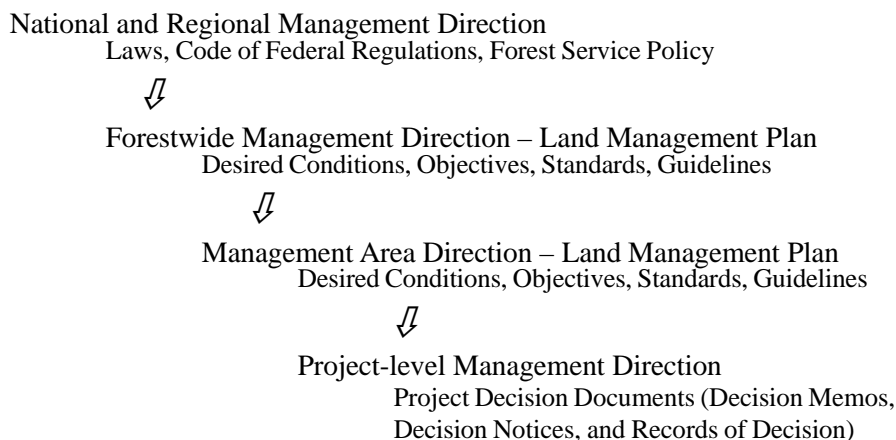 National and Regional Management Direction
Laws, Code of Federal Regulations, Forest Service Policy
Forestwide Management Direction – Land Management Plan
Desired Conditions, Objectives, Standards, Guidelines
Management Area Direction – Land Management Plan
Desired Conditions, Objectives, Standards, Guidelines
Project-level Management Direction
Project Decision Documents (Decision Memos,
Decision Notices, and Records of Decision)